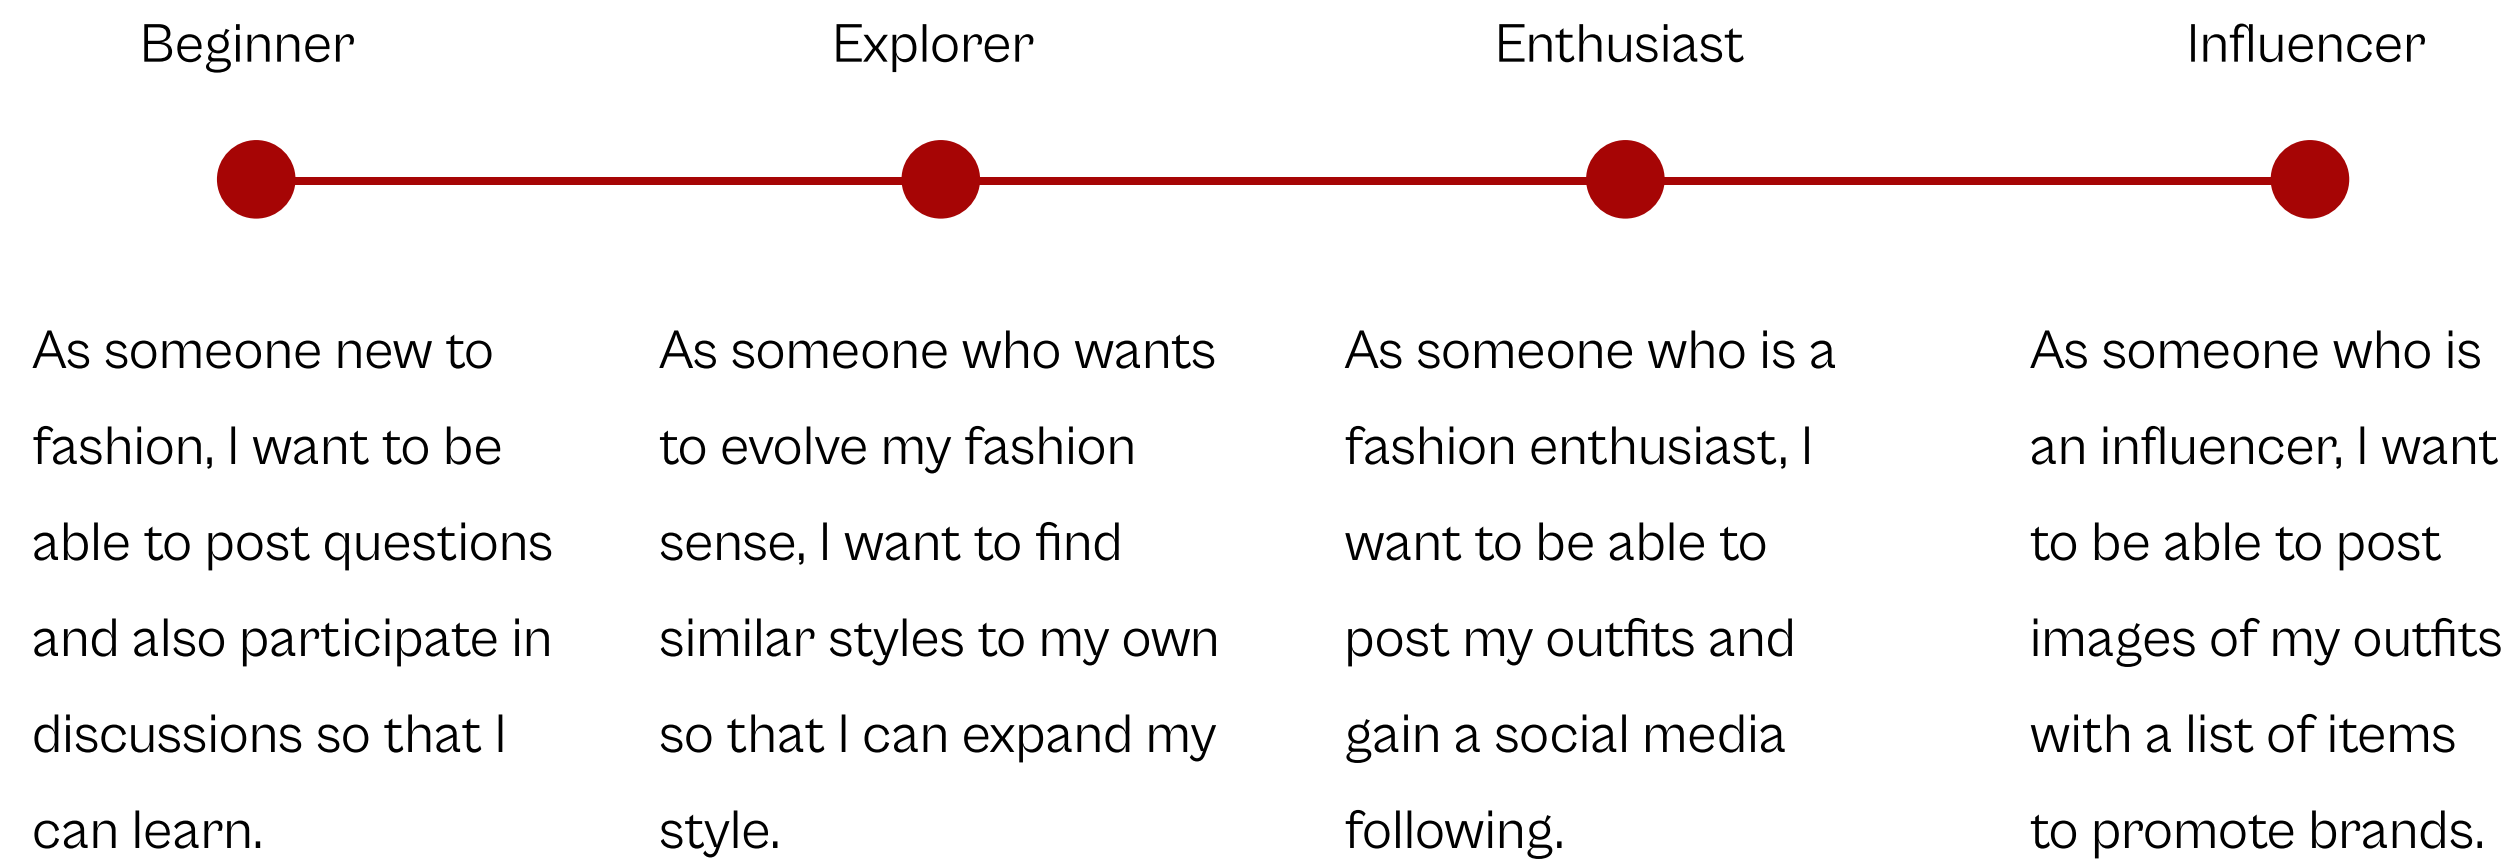 Beginner
Explorer
Enthusiast
Influencer
As someone new to
fashion, I want to be
able to post questions
and also participate in
discussions so that I
can learn.
As someone who wants
to evolve my fashion
sense, I want to find
similar styles to my own
so that I can expand my
style.
As someone who is a
fashion enthusiast, I
want to be able to
post my outfits and
gain a social media
following.
As someone who is
an influencer, I want
to be able to post
images of my outfits
with a list of items
to promote brands.